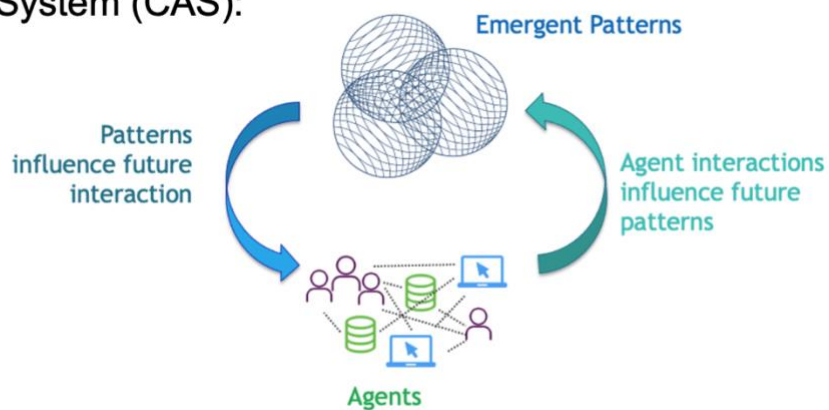 System (CAS):
Emergent Patterns
Patterns
influence future
interaction
Agent interactions
influence future
patterns
Agents